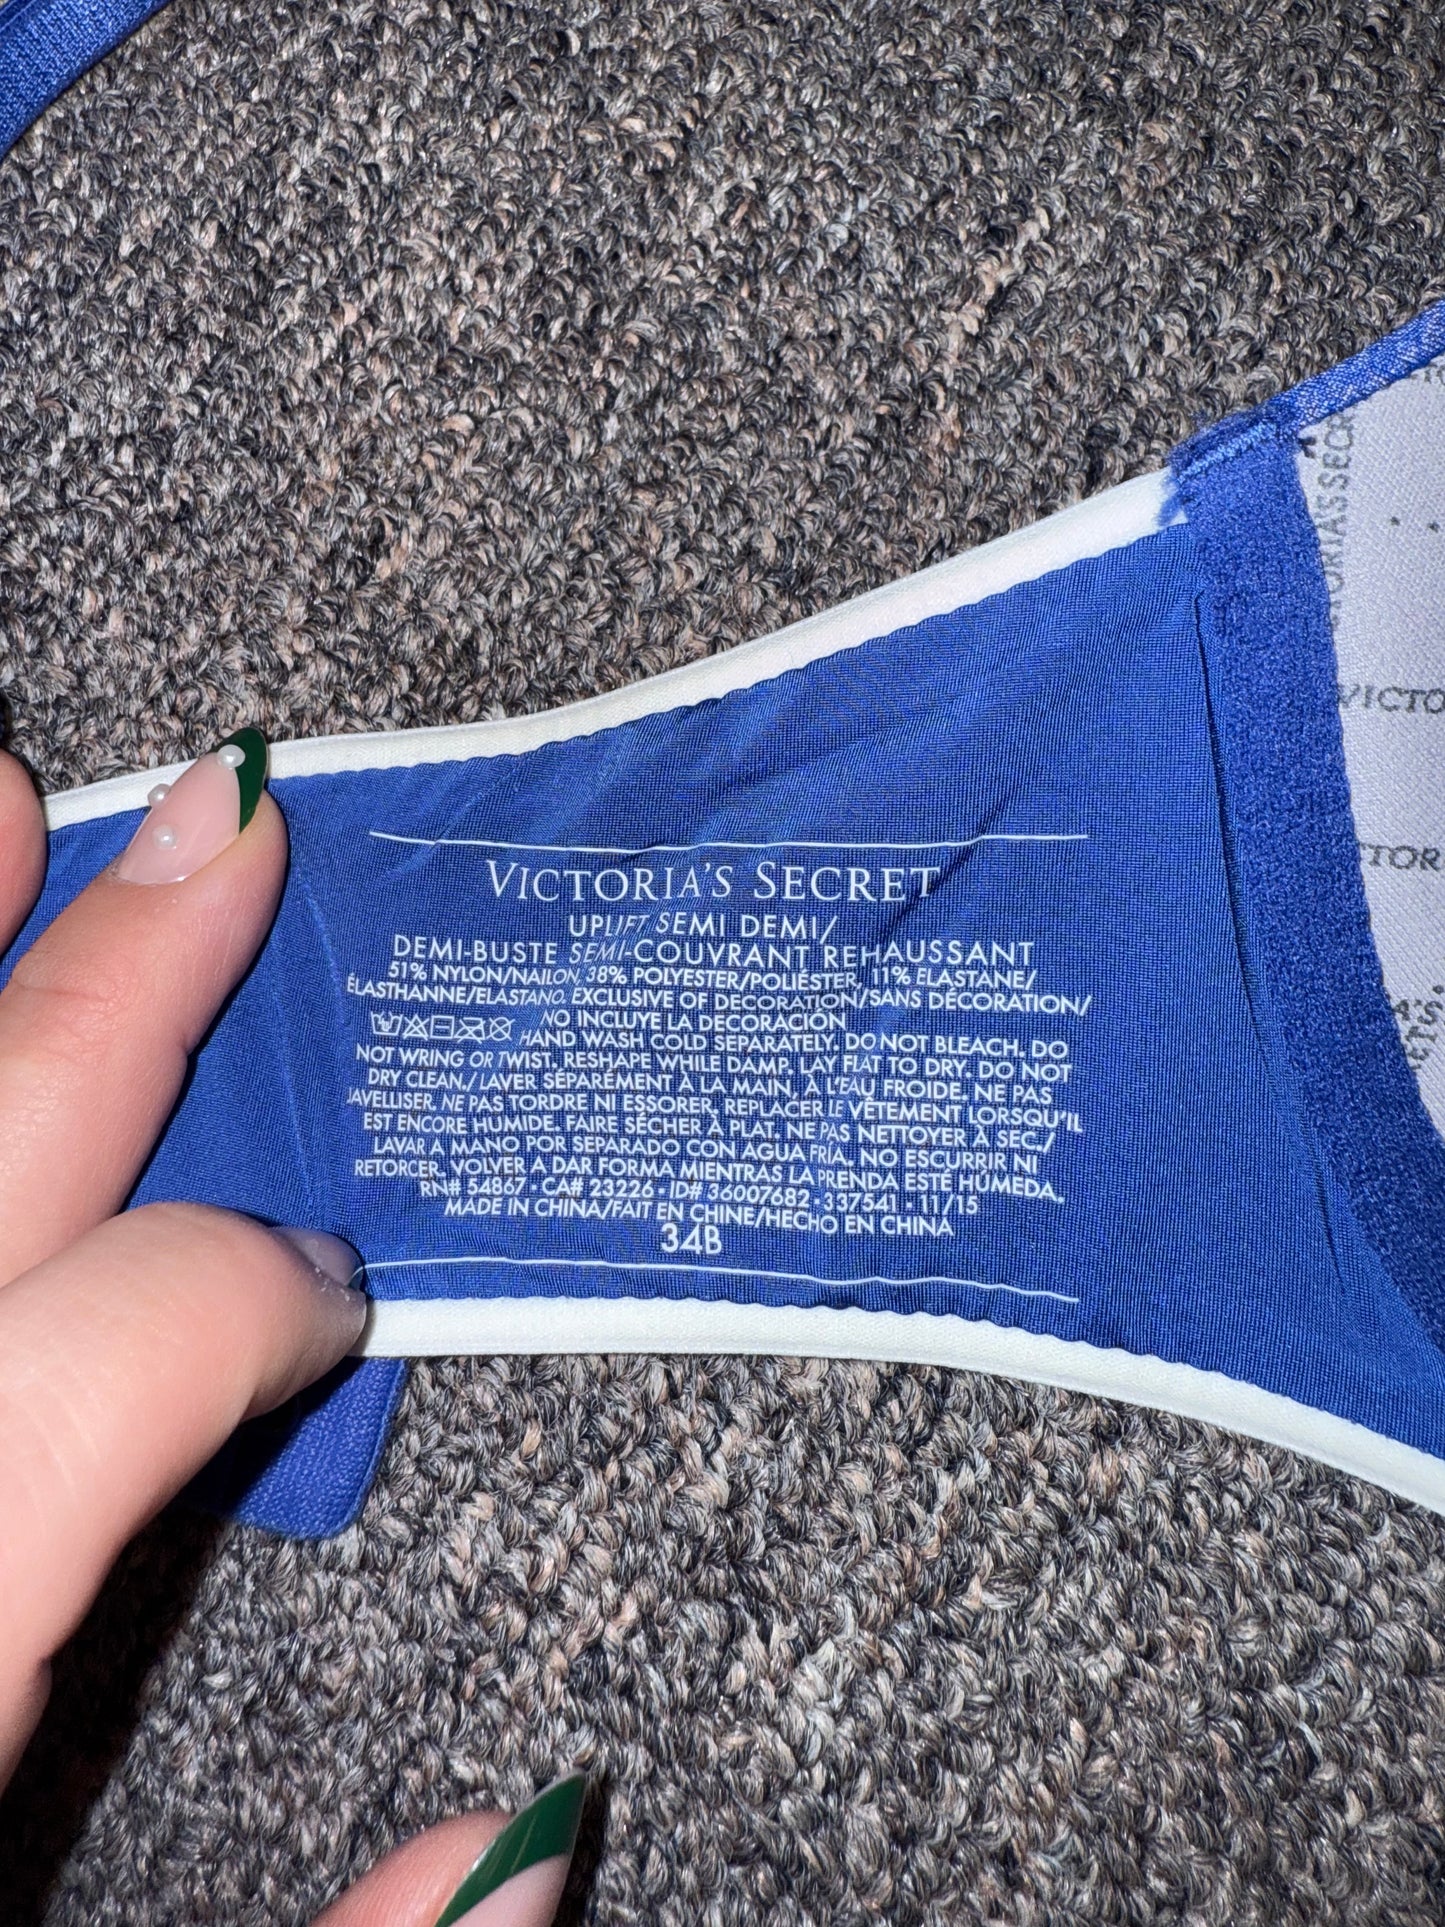 VICTORIA'S SECRET
UPLIFT SEMI DEMI/
DEMI-BUSTE SEMI-COUVRANT REHAUSSANT
51% NYLON/NAILON, 38% POLYESTER/POLIÉSTER, 11% ELASTANE/
ÉLASTHANNE/ELASTANO. EXCLUSIVE OF DECORATION/SANS DÉCORATION/
NO INCLUYE LA DECORACIÓN
HAND WASH COLD SEPARATELY. DO NOT BLEACH. DO
NOT WRING OR TWIST. RESHAPE WHILE DAMP. LAY FLAT TO DRY. DO NOT
DRY CLEAN./LAVER SÉPARÉMENT À LA MAIN, À L'EAU FROIDE. NE PAS
JAVELLISER. NE PAS TORDRE NI ESSORER. REPLACER LE VÊTEMENT LORSQU'IL
EST ENCORE HUMIDE. FAIRE SÉCHER À PLAT. NE PAS NETTOYER À SEC/
LAVAR A MANO POR SEPARADO CON AGUA FRÍA. NO ESCURRIR NI
RETORCER. VOLVER A DAR FORMA MIENTRAS LA PRENDA ESTÉ HÚMEDA.
RN# 54867 • CA# 23226 • ID# 36007682 • 337541 • 11/15
MADE IN CHINA/FAIT EN CHINE/HECHO EN CHINA
34B
VICTO